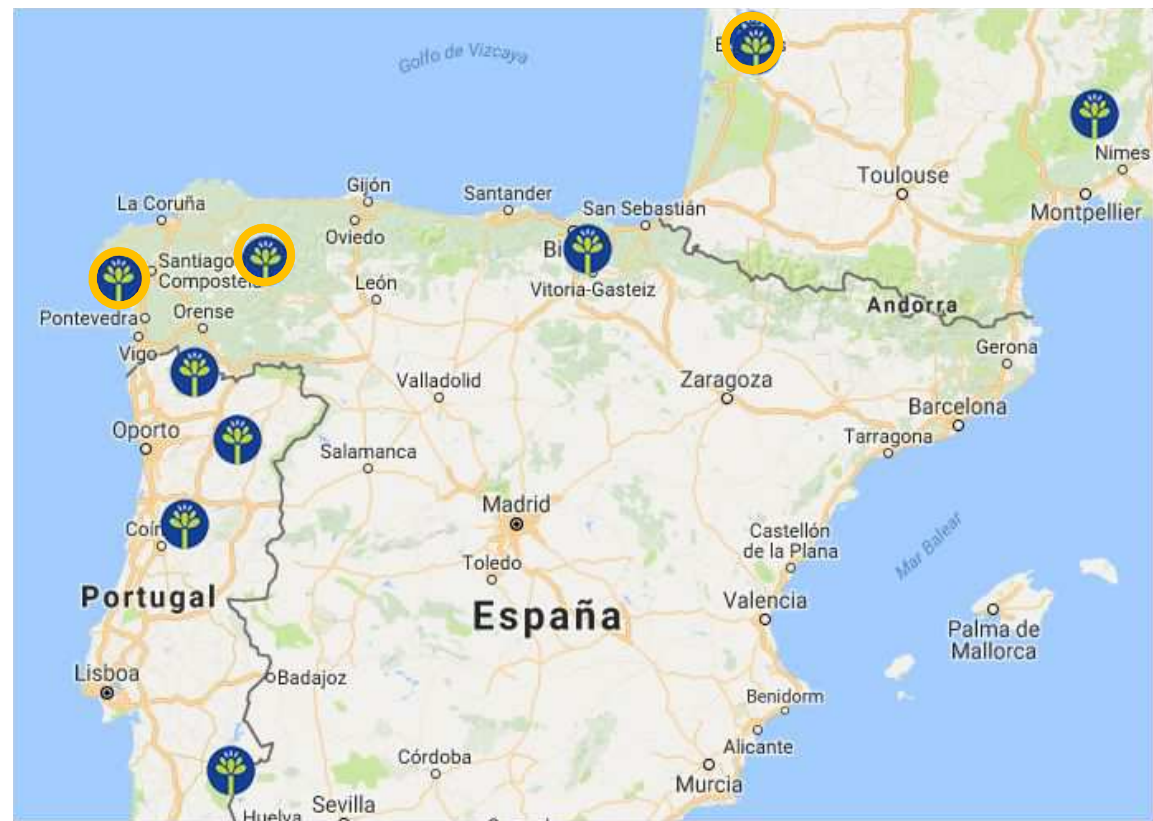 Golfo de Vizcaya
Nimes
Toulouse
Montpellier
Gijón
La Coruña
Santander
San Sebastián
Oviedo
Santiago
Vitoria-Gasteiz
León
Andorra
Pontevedra
Orense
Vigo
Gerona
Valladolid
Zaragoza
Barcelona
Oporto
Tarragona
Salamanca
Madrid
Castellón
de la Plana
Mar Balear
Toledo
Portugal
España
Valencia
Palma de
Mallorca
Lisboa
Badajoz
Benidorm
Alicante
Córdoba
Murcia
Sevilla
Huelva